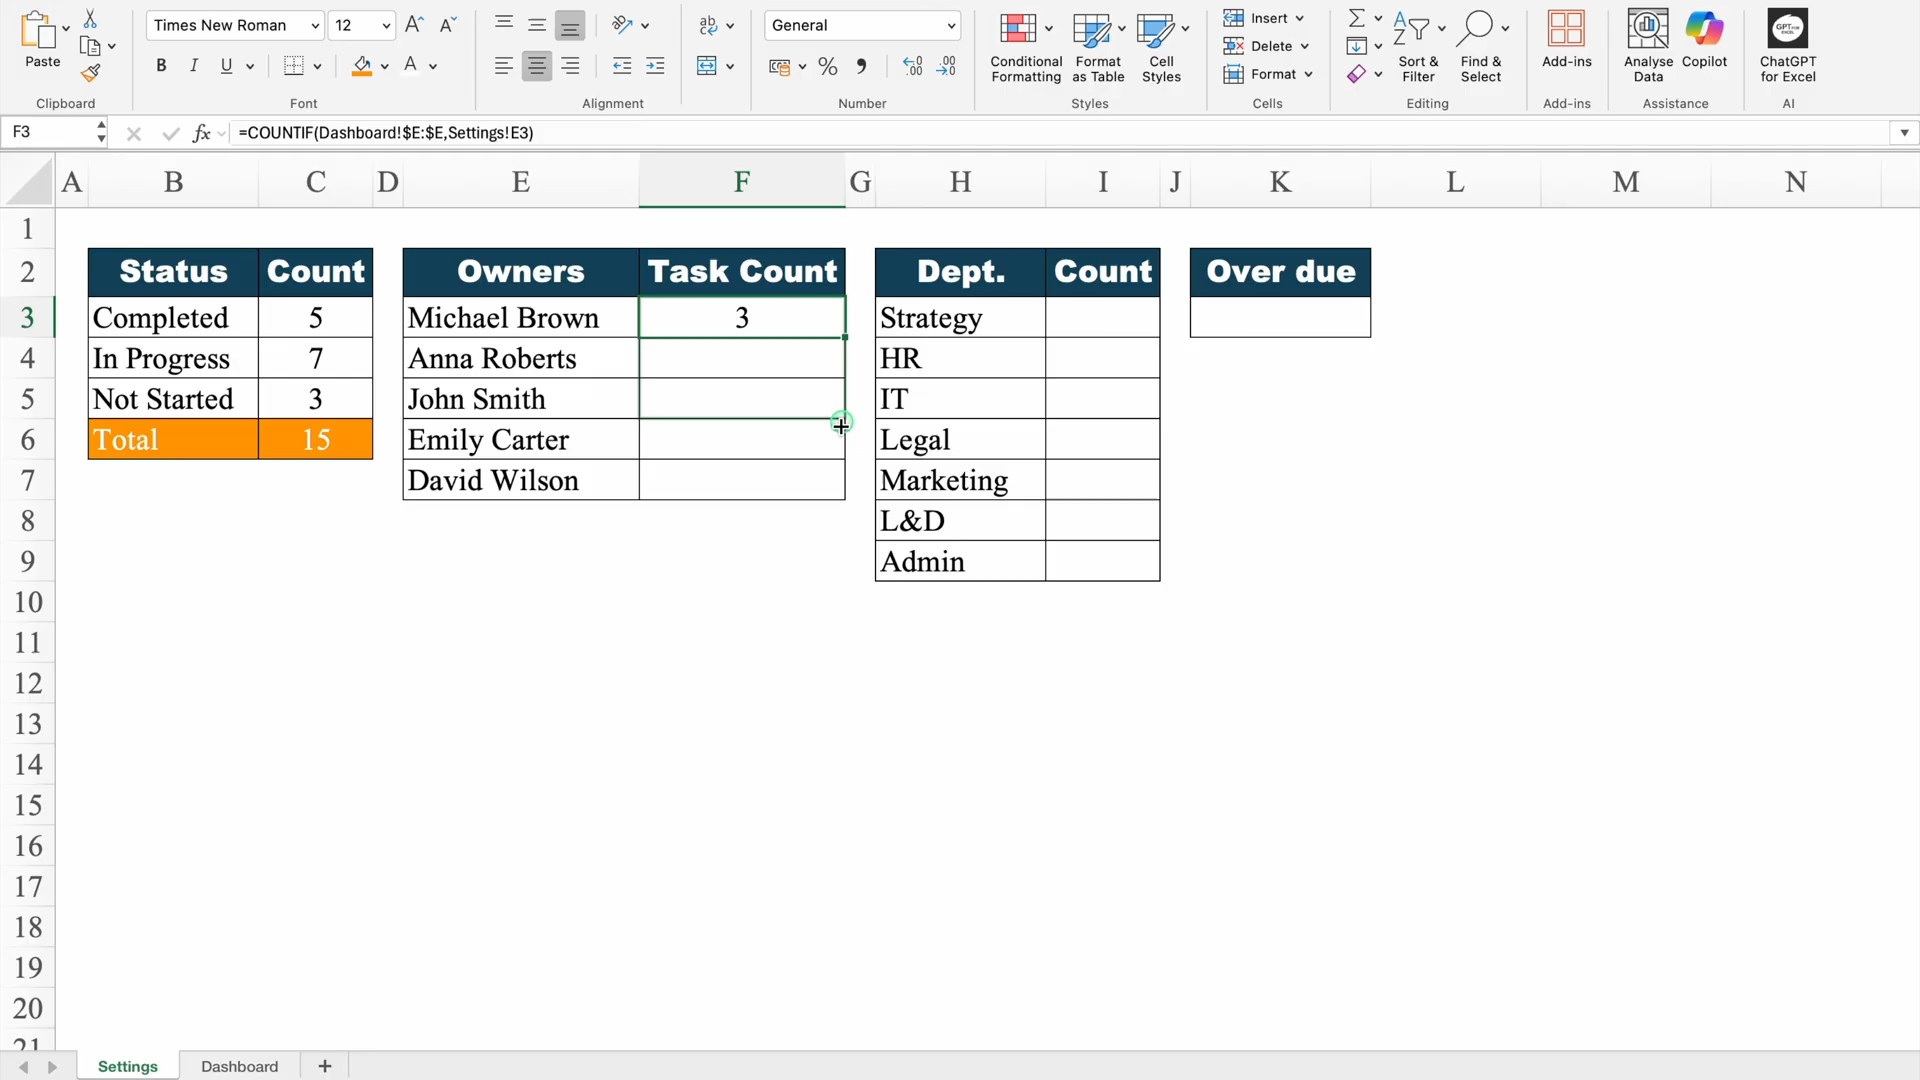 Times New Roman 12 General
Paste Conditional Formatting Format as Table Cell Styles Insert Delete Format Sort & Filter Find & Select Add-ins Analyse Data Copilot ChatGPT for Excel
Clipboard Font Alignment Number Styles Cells Editing Add-ins Assistance AI
F3 fx =COUNTIF(Dashboard!$E:$E,Settings!E3)
A B C D E F G H I J K L M N
1
2 Status Count Owners Task Count Dept. Count Over due
3 Completed 5 Michael Brown 3 Strategy
4 In Progress 7 Anna Roberts HR
5 Not Started 3 John Smith IT
6 Total 15 Emily Carter Legal
7 David Wilson Marketing
8 L&D
9 Admin
10
11
12
13
14
15
16
17
18
19
20
21
Settings Dashboard +